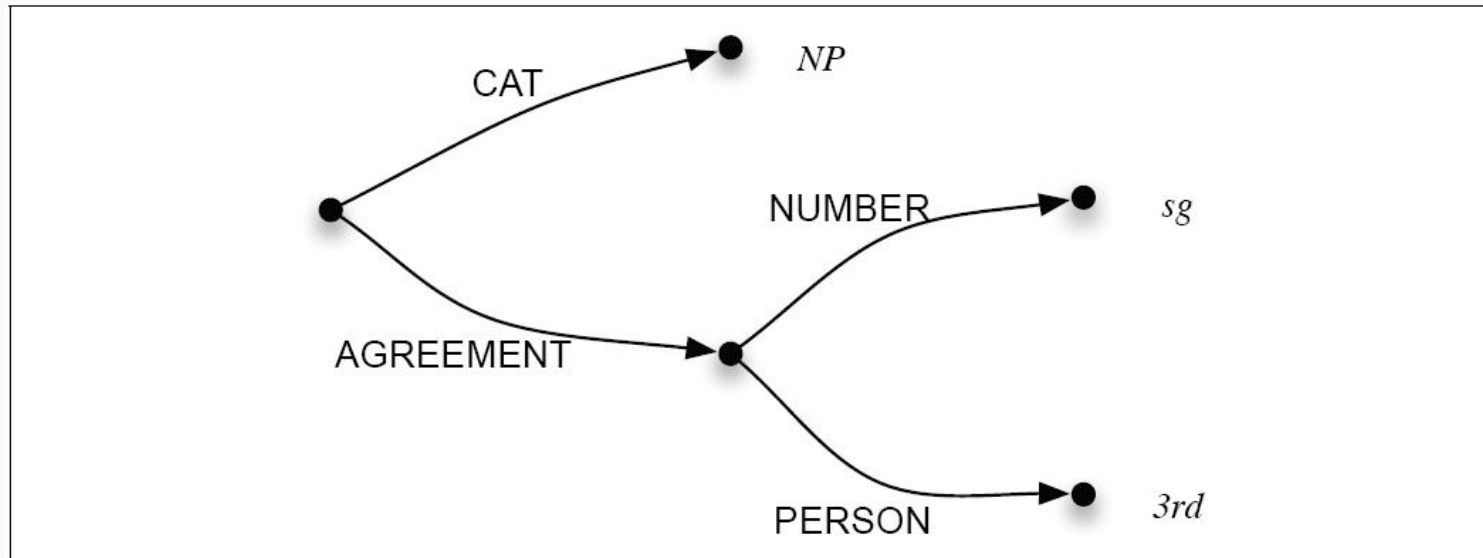 CAT
NP
NUMBER
sg
AGREEMENT
PERSON
3rd